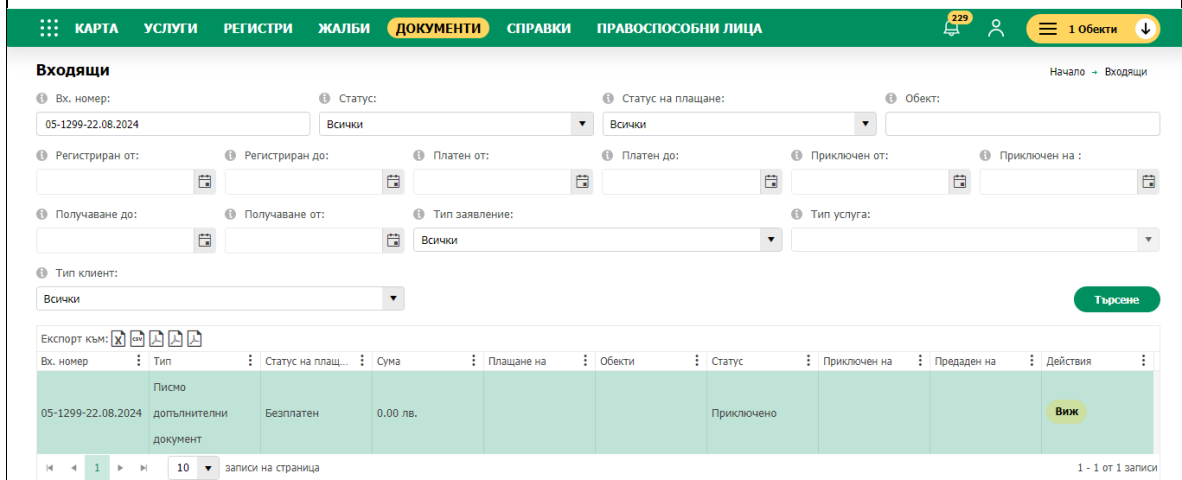 КАРТА УСЛУГИ РЕГИСТРИ ЖАЛБИ ДОКУМЕНТИ СПРАВКИ ПРАВОСПОСОБНИ ЛИЦА 229 1 Обекти
Входящи Начало → Входящи
Вх. номер: Статус: Статус на плащане: Обект:
05-1299-22.08.2024 Всички Всички
Регистриран от: Регистриран до: Платен от: Платен до: Приключен от: Приключен на :
Получаване до: Получаване от: Тип заявление: Тип услуга:
Всички
Тип клиент:
Всички Търсене
Експорт към: X CSV
Вх. номер Тип Статус на плащ... Сума Плащане на Обекти Статус Приключен на Предаден на Действия
Писмо
05-1299-22.08.2024 допълнителни Безплатен 0.00 лв. Приключено Виж
документ
1 10 записи на страница 1 - 1 от 1 записи